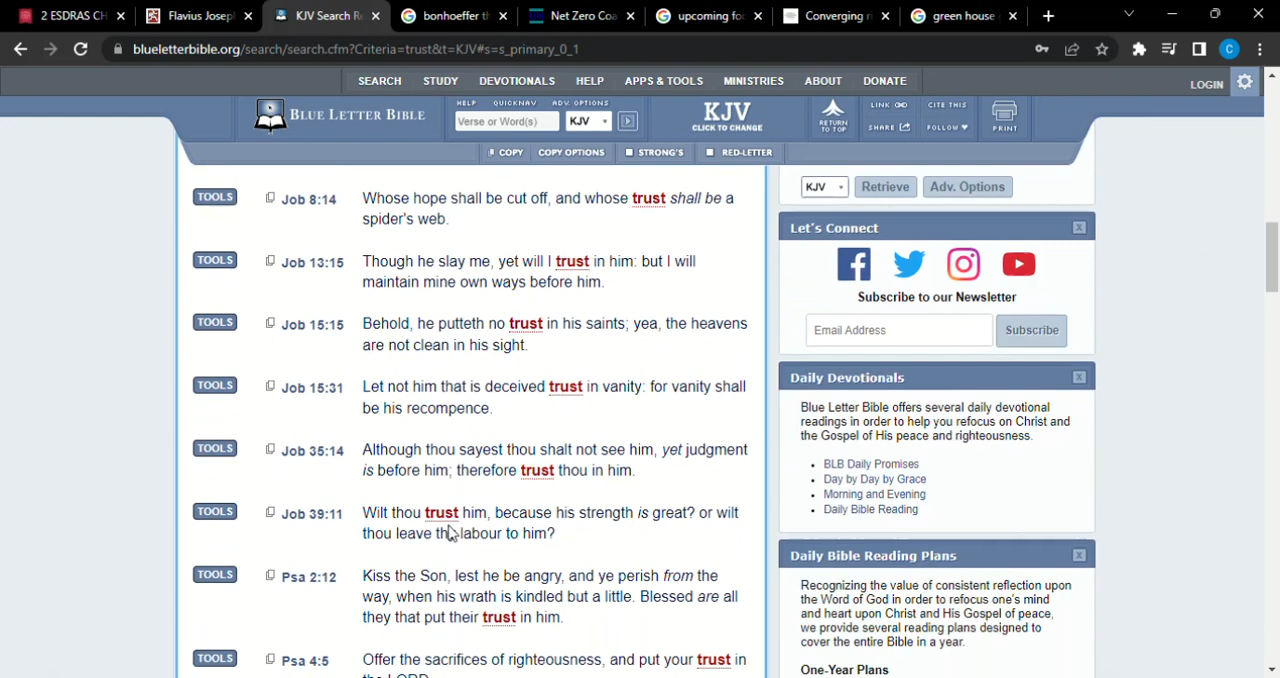 2 ESDRAS CH
Flavius Joseph
KJV Search Re
bonhoeffer th
Net Zero Coa
upcoming foo
Converging ri
green house g
blueletterbible.org/search/search.cfm?Criteria=trust&t=KJV#s=s_primary_0_1
C
SEARCH STUDY DEVOTIONALS HELP APPS & TOOLS MINISTRIES ABOUT DONATE
LOGIN
BLUE LETTER BIBLE
HELP QUICKNAV ADV. OPTIONS
Verse or Word(s) KJV
KJV
CLICK TO CHANGE
RETURN
TO TOP
LINK CITE THIS
SHARE FOLLOW
PRINT
COPY COPY OPTIONS STRONG'S RED-LETTER
TOOLS Job 8:14 Whose hope shall be cut off, and whose trust shall be a
spider's web.
TOOLS Job 13:15 Though he slay me, yet will I trust in him: but I will
maintain mine own ways before him.
TOOLS Job 15:15 Behold, he putteth no trust in his saints; yea, the heavens
are not clean in his sight.
TOOLS Job 15:31 Let not him that is deceived trust in vanity: for vanity shall
be his recompence.
TOOLS Job 35:14 Although thou sayest thou shalt not see him, yet judgment
is before him; therefore trust thou in him.
TOOLS Job 39:11 Wilt thou trust him, because his strength is great? or wilt
thou leave thy labour to him?
TOOLS Psa 2:12 Kiss the Son, lest he be angry, and ye perish from the
way, when his wrath is kindled but a little. Blessed are all
they that put their trust in him.
TOOLS Psa 4:5 Offer the sacrifices of righteousness, and put your trust in
the LORD.
KJV Retrieve Adv. Options
Let's Connect
Subscribe to our Newsletter
Email Address Subscribe
Daily Devotionals
Blue Letter Bible offers several daily devotional
readings in order to help you refocus on Christ and
the Gospel of His peace and righteousness.
BLB Daily Promises
Day by Day by Grace
Morning and Evening
Daily Bible Reading
Daily Bible Reading Plans
Recognizing the value of consistent reflection upon
the Word of God in order to refocus one's mind
and heart upon Christ and His Gospel of peace,
we provide several reading plans designed to
cover the entire Bible in a year.
One-Year Plans